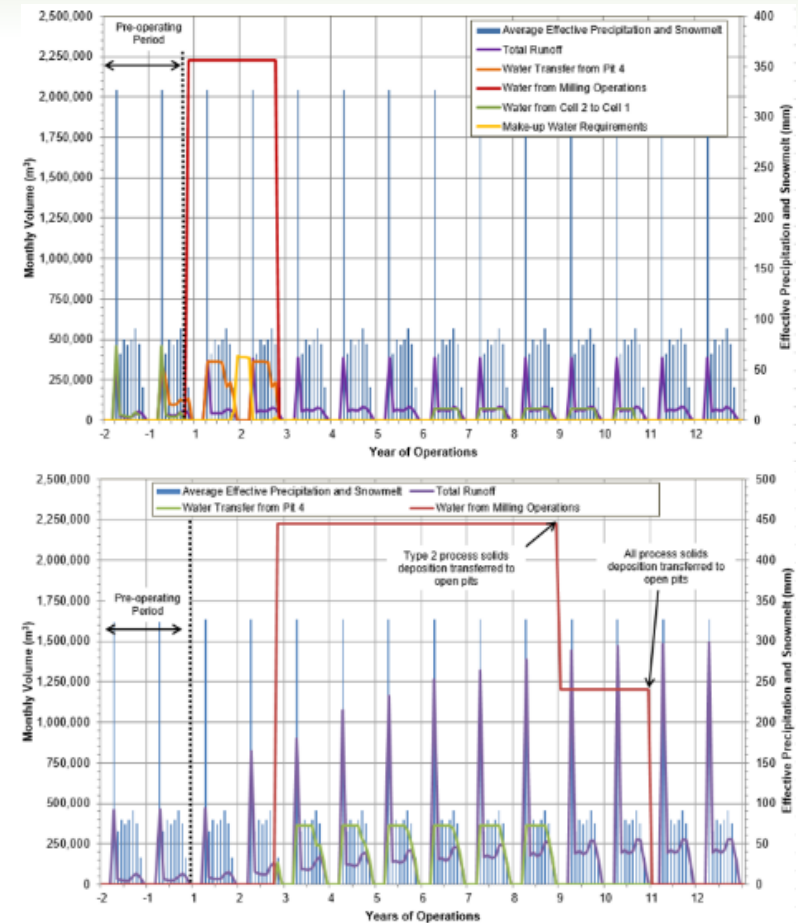 2,500,000
2,250,000
2,000,000
1,750,000
1,500,000
1,250,000
1,000,000
750,000
500,000
250,000
0
Monthly Volume (m³)
Pre-operating
Period
Average Effective Precipitation and Snowmelt
Total Runoff
Water Transfer from Pit 4
Water from Milling Operations
Water from Cell 2 to Cell 1
Make-up Water Requirements
400
350
300
250
200
150
100
50
0
Effective Precipitation and Snowmelt (mm)
-2 -1 1 2 3 4 5 6 7 8 9 10 11 12
Year of Operations
2,500,000
2,250,000
2,000,000
1,750,000
1,500,000
1,250,000
1,000,000
750,000
500,000
250,000
0
Monthly Volume (m³)
Average Effective Precipitation and Snowmelt Total Runoff
Water Transfer from Pit 4 Water from Milling Operations
Pre-operating
Period
Type 2 process solids
deposition transferred to
open pits
All process solids
deposition transferred to
open pits
500
450
400
350
300
250
200
150
100
50
0
Effective Precipitation and Snowmelt (mm)
-2 -1 1 2 3 4 5 6 7 8 9 10 11 12
Years of Operations